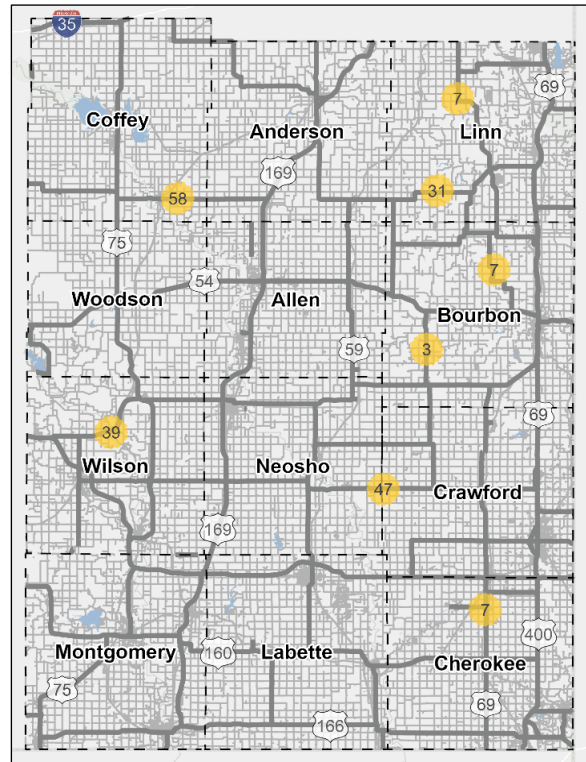 35
7
69
Coffey
Anderson
Linn
169
31
58
75
7
54
Woodson
Allen
Bourbon
59
3
69
39
Wilson
Neosho
47
Crawford
169
7
400
Montgomery
160
Labette
Cherokee
75
69
166